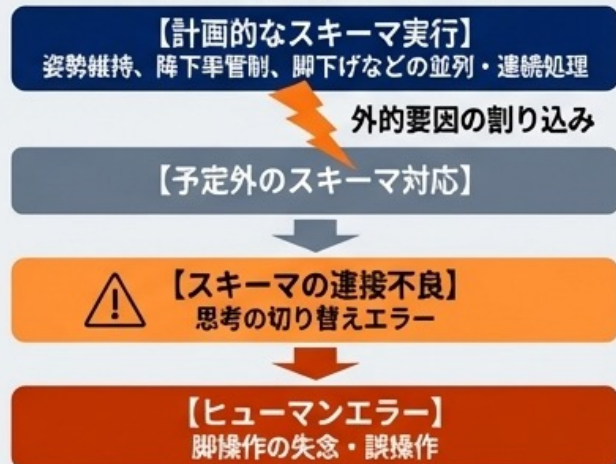 【計画的なスキーマ実行】
姿勢維持、降下率管制、脚下げなどの並列・連続処理
外的要因の割り込み
【予定外のスキーマ対応】
【スキーマの連接不良】
思考の切り替えエラー
【ヒューマンエラー】
脚操作の失念・誤操作